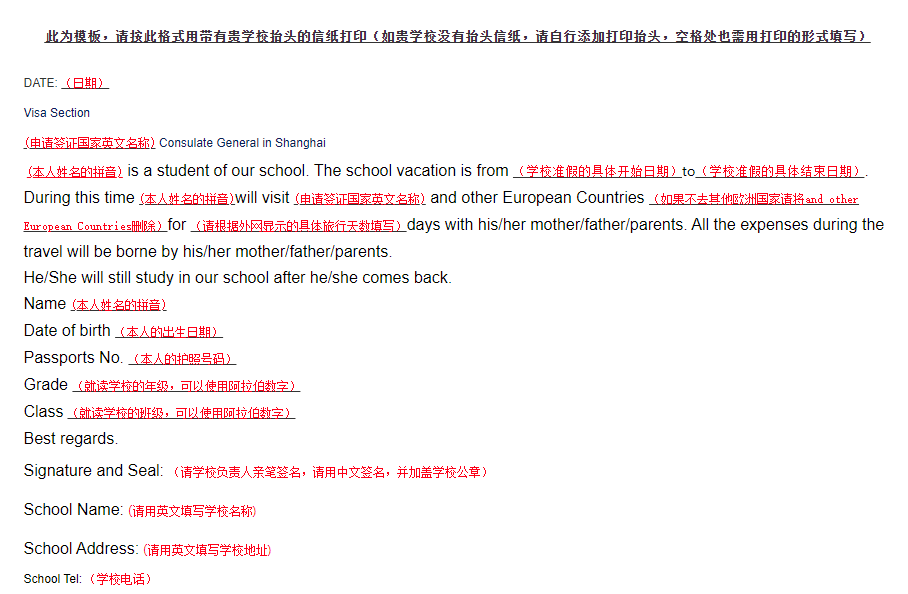 此为模板，请按此格式用带有贵学校抬头的信纸打印（如贵学校没有抬头信纸，请自行添加打印抬头，空格处也需用打印的形式填写）
DATE: （日期）
Visa Section
(申请签证国家英文名称) Consulate General in Shanghai
(本人姓名的拼音) is a student of our school. The school vacation is from （学校准假的具体开始日期）to（学校准假的具体结束日期）.
During this time (本人姓名的拼音)will visit (申请签证国家英文名称) and other European Countries （如果不去其他欧洲国家请将and other
European Countries删除）for （请根据外网显示的具体旅行天数填写）days with his/her mother/father/parents. All the expenses during the
travel will be borne by his/her mother/father/parents.
He/She will still study in our school after he/she comes back.
Name (本人姓名的拼音)
Date of birth （本人的出生日期）
Passports No. （本人的护照号码）
Grade （就读学校的年级，可以使用阿拉伯数字）
Class （就读学校的班级，可以使用阿拉伯数字）
Best regards.
Signature and Seal: （请学校负责人亲笔签名，请用中文签名，并加盖学校公章）
School Name: (请用英文填写学校名称)
School Address: (请用英文填写学校地址)
School Tel: （学校电话）